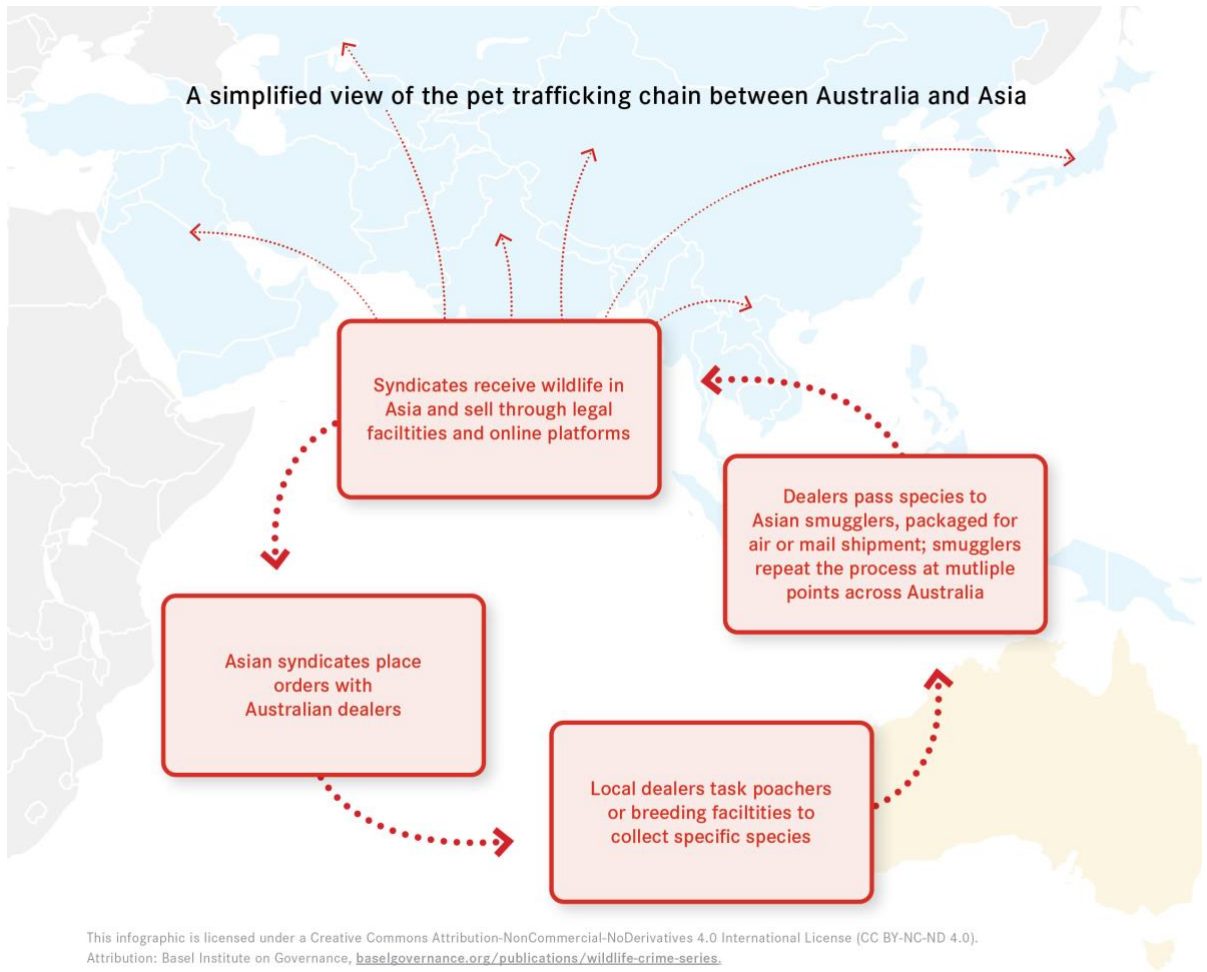 A simplified view of the pet trafficking chain between Australia and Asia
Syndicates receive wildlife in
Asia and sell through legal
faciltities and online platforms
Dealers pass species to
Asian smugglers, packaged for
air or mail shipment; smugglers
repeat the process at mutliple
points across Australia
Asian syndicates place
orders with
Australian dealers
Local dealers task poachers
or breeding faciltities to
collect specific species
This infographic is licensed under a Creative Commons Attribution-NonCommercial-NoDerivatives 4.0 International License (CC BY-NC-ND 4.0).
Attribution: Basel Institute on Governance, baselgovernance.org/publications/wildlife-crime-series.